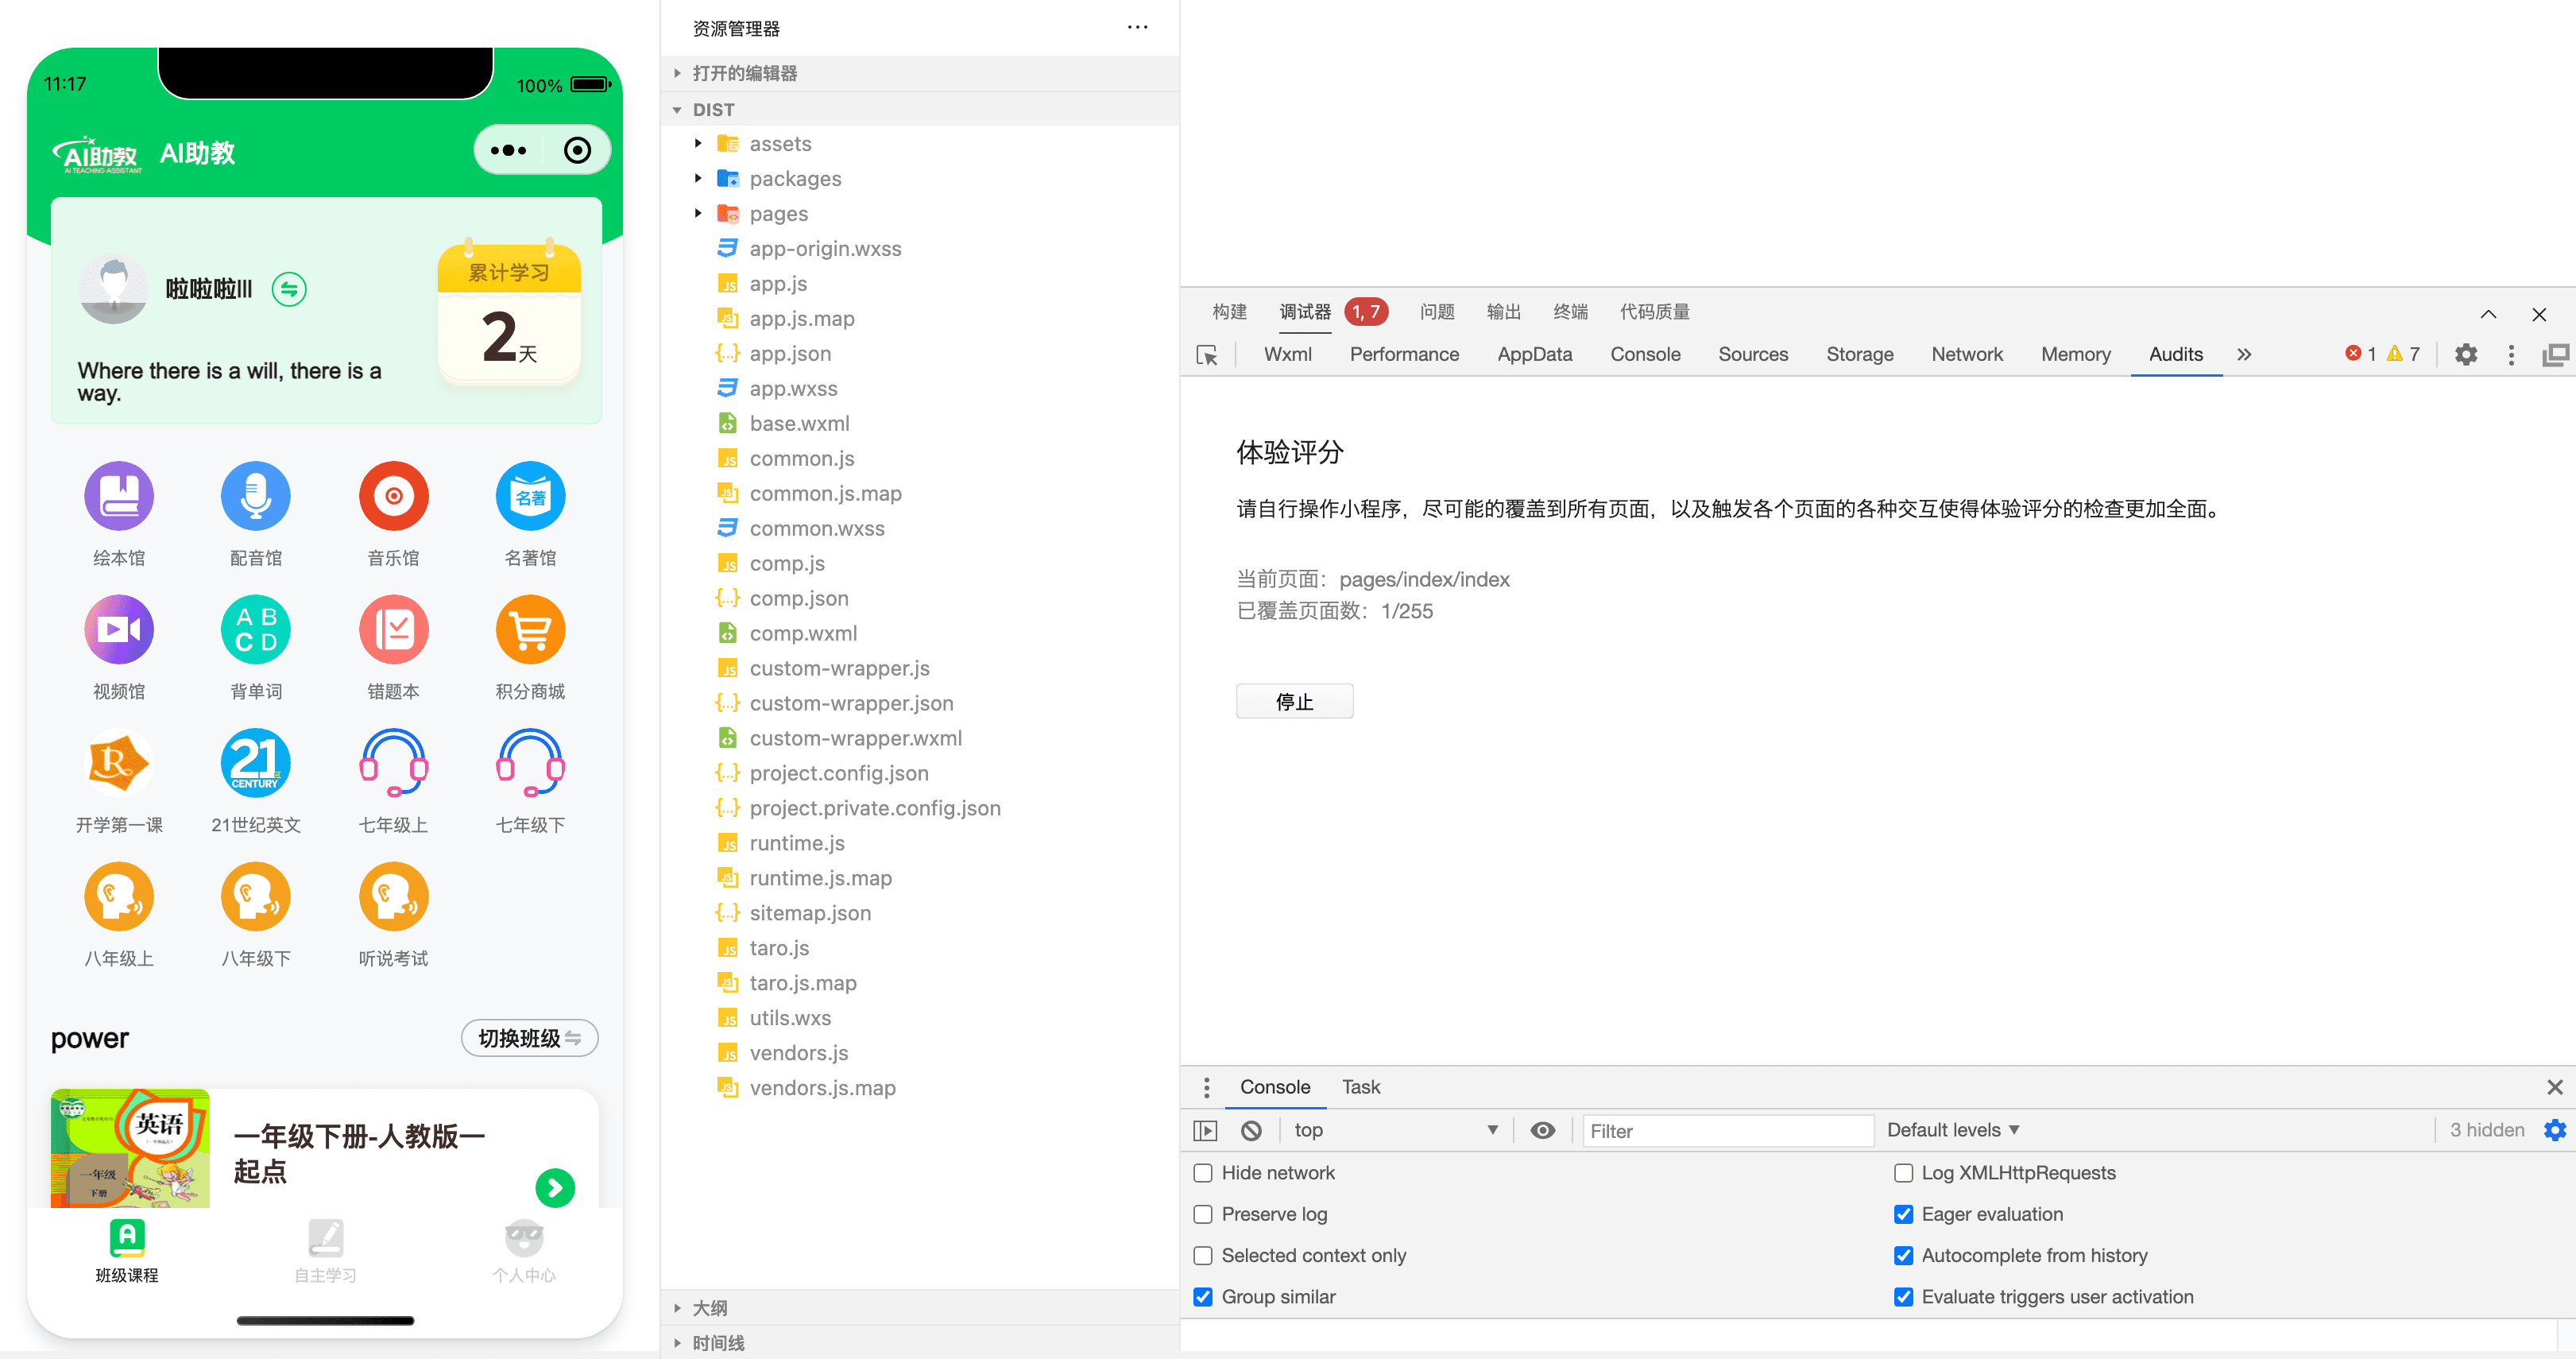 11:17
100%
AI助教
AI TEACHING ASSISTANT
AI助教
啦啦啦lll
累计学习
2天
Where there is a will, there is a
way.
名著
绘本馆
配音馆
音乐馆
名著馆
A B
C D
视频馆
背单词
错题本
积分商城
R
21
CENTURY
开学第一课
21世纪英文
七年级上
七年级下
八年级上
八年级下
听说考试
power
切换班级
英语
一年级
下册
一年级下册-人教版一
起点
A
班级课程
自主学习
个人中心
资源管理器
打开的编辑器
DIST
assets
packages
pages
app-origin.wxss
app.js
app.js.map
app.json
app.wxss
base.wxml
common.js
common.js.map
common.wxss
comp.js
comp.json
comp.wxml
custom-wrapper.js
custom-wrapper.json
custom-wrapper.wxml
project.config.json
project.private.config.json
runtime.js
runtime.js.map
sitemap.json
taro.js
taro.js.map
utils.wxs
vendors.js
vendors.js.map
大纲
时间线
构建 调试器 1, 7 问题 输出 终端 代码质量
Wxml Performance AppData Console Sources Storage Network Memory Audits 1 7
体验评分
请自行操作小程序，尽可能的覆盖到所有页面，以及触发各个页面的各种交互使得体验评分的检查更加全面。
当前页面：pages/index/index
已覆盖页面数：1/255
停止
Console Task
top Filter Default levels 3 hidden
Hide network
Log XMLHttpRequests
Preserve log
Eager evaluation
Selected context only
Autocomplete from history
Group similar
Evaluate triggers user activation